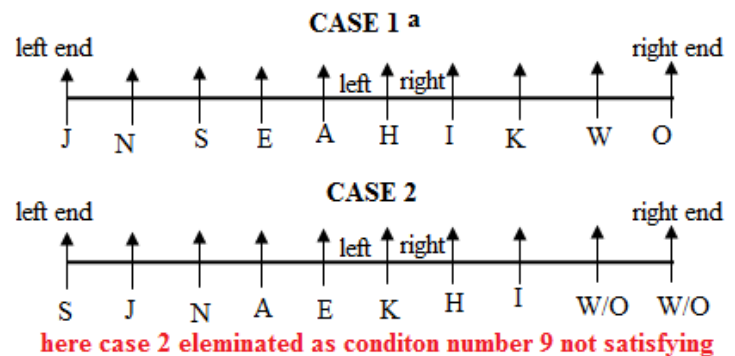 CASE 1 a
left end right end
left right
J N S E A H I K W O
CASE 2
left end right end
left right
S J N A E K H I W/O W/O
here case 2 eleminated as conditon number 9 not satisfying